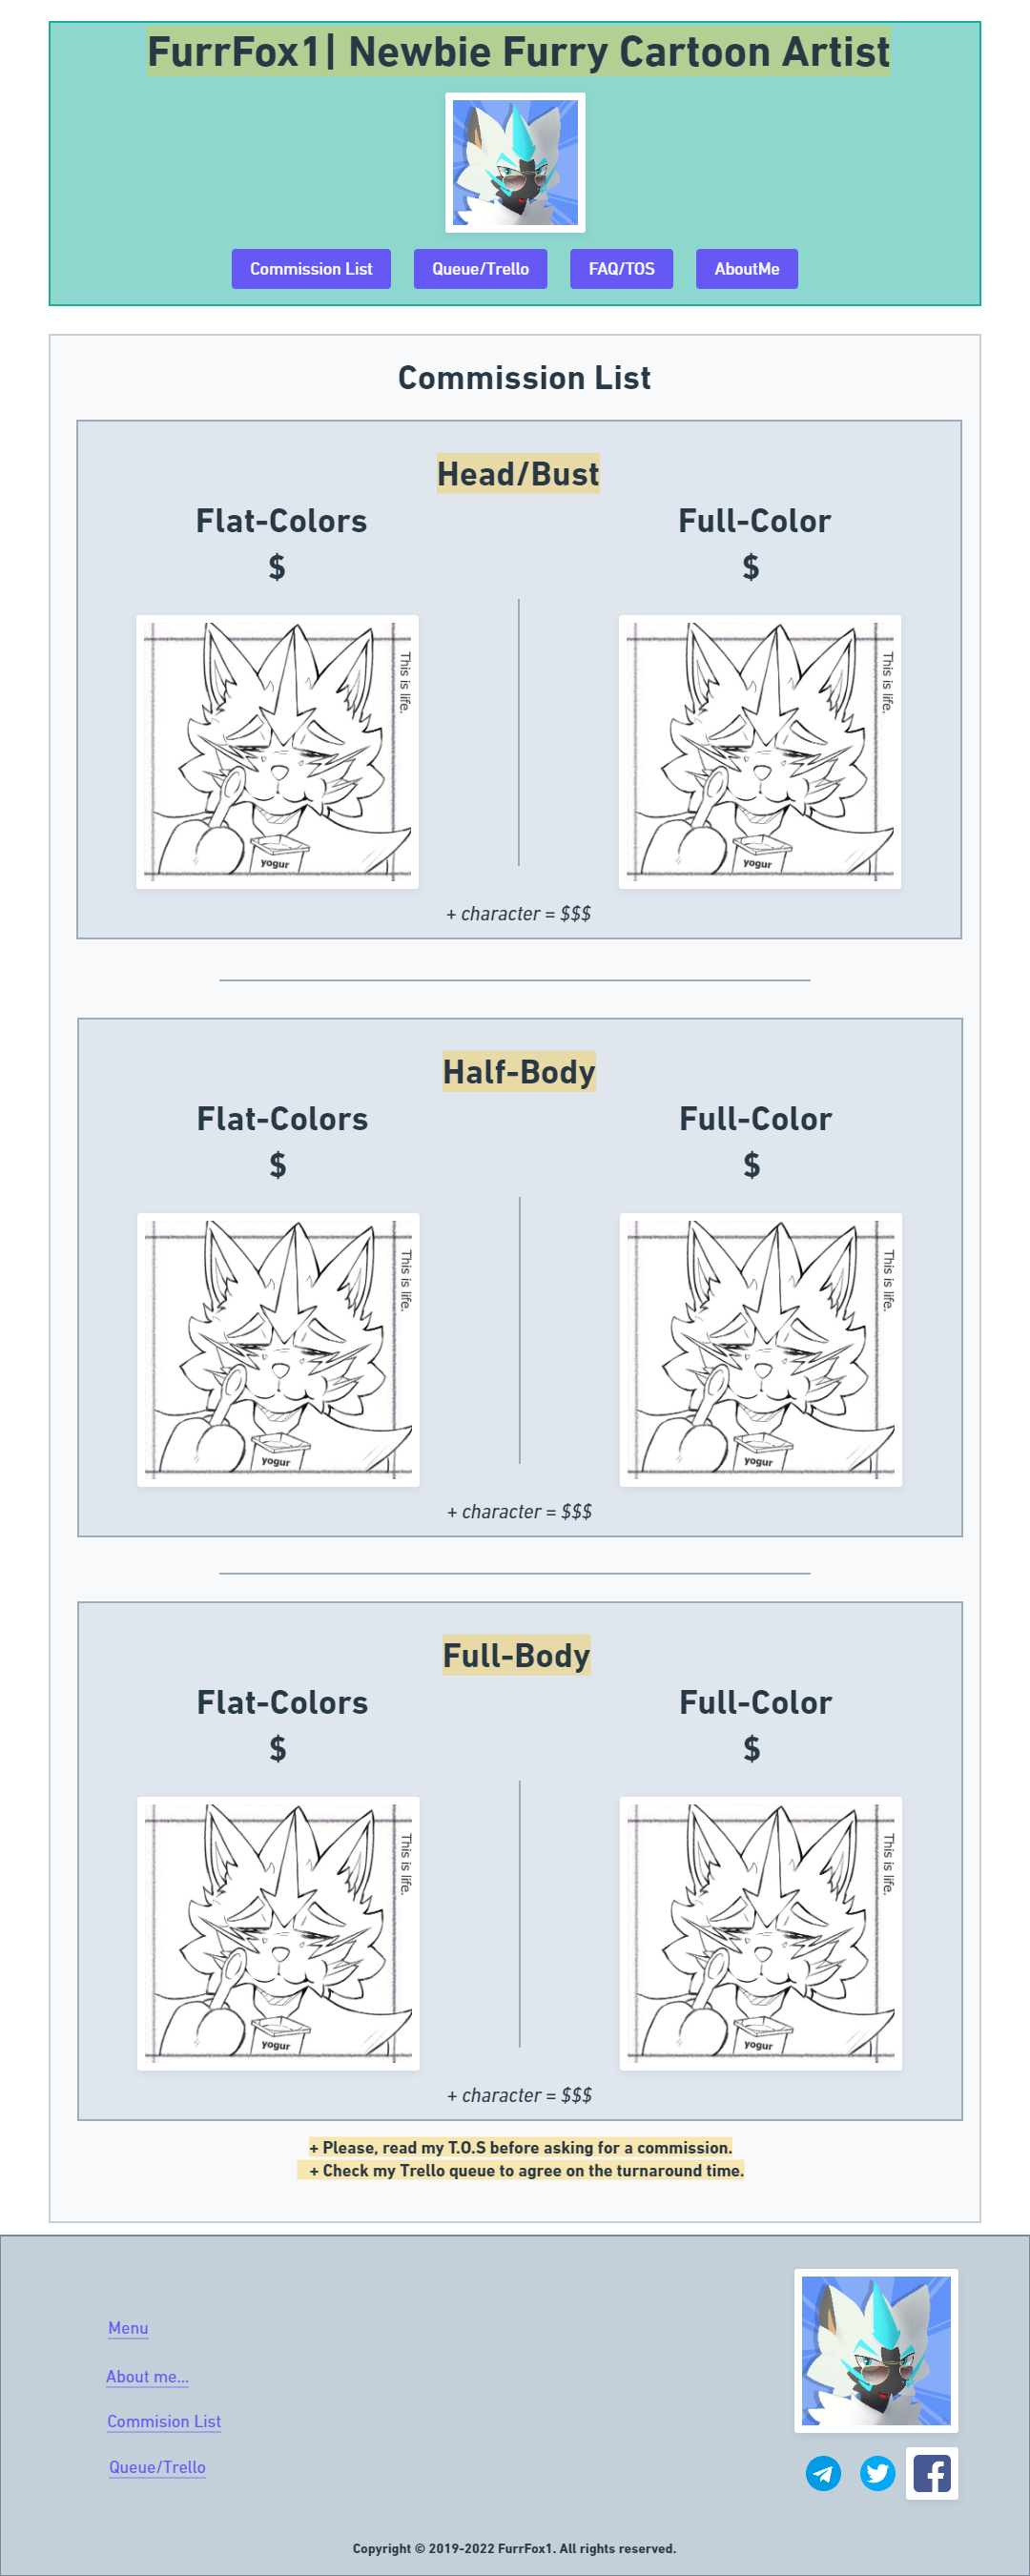 FurrFox1| Newbie Furry Cartoon Artist
Commission List
Queue/Trello
FAQ/TOS
AboutMe
Commission List
Head/Bust
Flat-Colors
$
Full-Color
$
This is life.
yogur
This is life.
yogur
+ character = $$$
Half-Body
Flat-Colors
$
Full-Color
$
This is life.
yogur
This is life.
yogur
+ character = $$$
Full-Body
Flat-Colors
$
Full-Color
$
This is life.
yogur
This is life.
yogur
+ character = $$$
+ Please, read my T.O.S before asking for a commission.
+ Check my Trello queue to agree on the turnaround time.
Menu
About me...
Commision List
Queue/Trello
Copyright © 2019-2022 FurrFox1. All rights reserved.